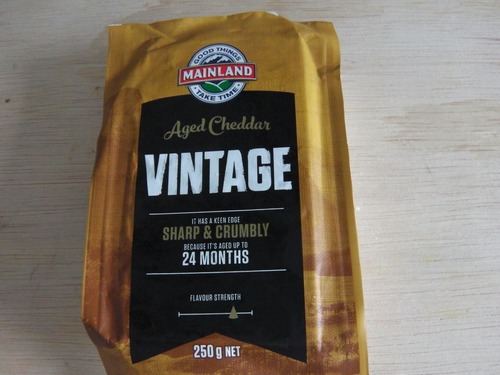 GOOD THINGS
MAINLAND
TAKE TIME
Aged Cheddar
VINTAGE
IT HAS A KEEN EDGE
SHARP & CRUMBLY
BECAUSE IT'S AGED UP TO
24 MONTHS
FLAVOUR STRENGTH
250 g NET